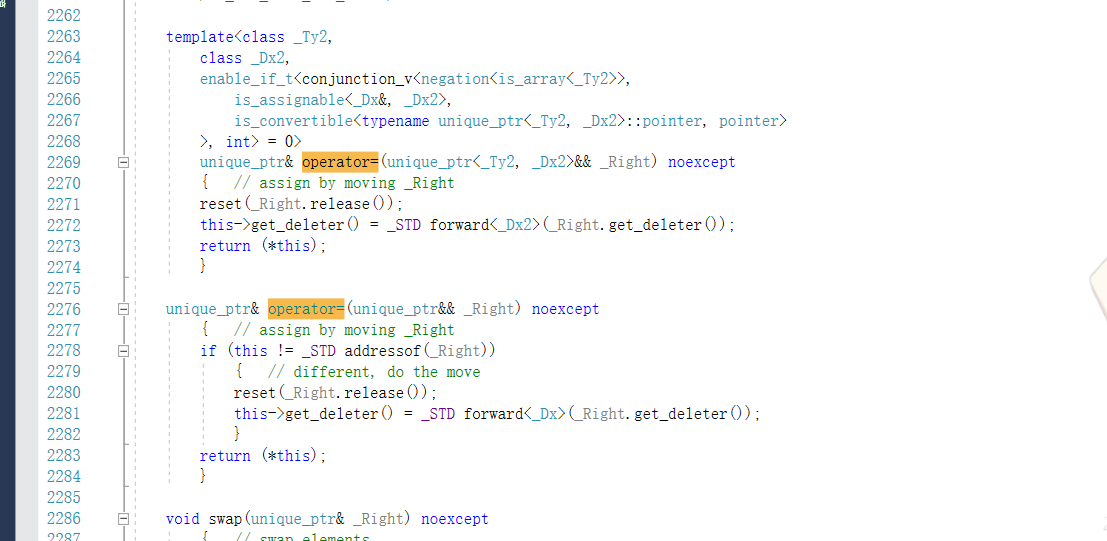 2262
2263 template<class _Ty2,
2264 class _Dx2,
2265 enable_if_t<conjunction_v<negation<is_array<_Ty2>>,
2266 is_assignable<_Dx&, _Dx2>,
2267 is_convertible<typename unique_ptr<_Ty2, _Dx2>::pointer, pointer>
2268 >, int> = 0>
2269 unique_ptr& operator=(unique_ptr<_Ty2, _Dx2>&& _Right) noexcept
2270 { // assign by moving _Right
2271 reset(_Right.release());
2272 this->get_deleter() = _STD forward<_Dx2>(_Right.get_deleter());
2273 return (*this);
2274 }
2275
2276 unique_ptr& operator=(unique_ptr&& _Right) noexcept
2277 { // assign by moving _Right
2278 if (this != _STD addressof(_Right))
2279 { // different, do the move
2280 reset(_Right.release());
2281 this->get_deleter() = _STD forward<_Dx>(_Right.get_deleter());
2282 }
2283 return (*this);
2284 }
2285
2286 void swap(unique_ptr& _Right) noexcept
2287 { // swap elements